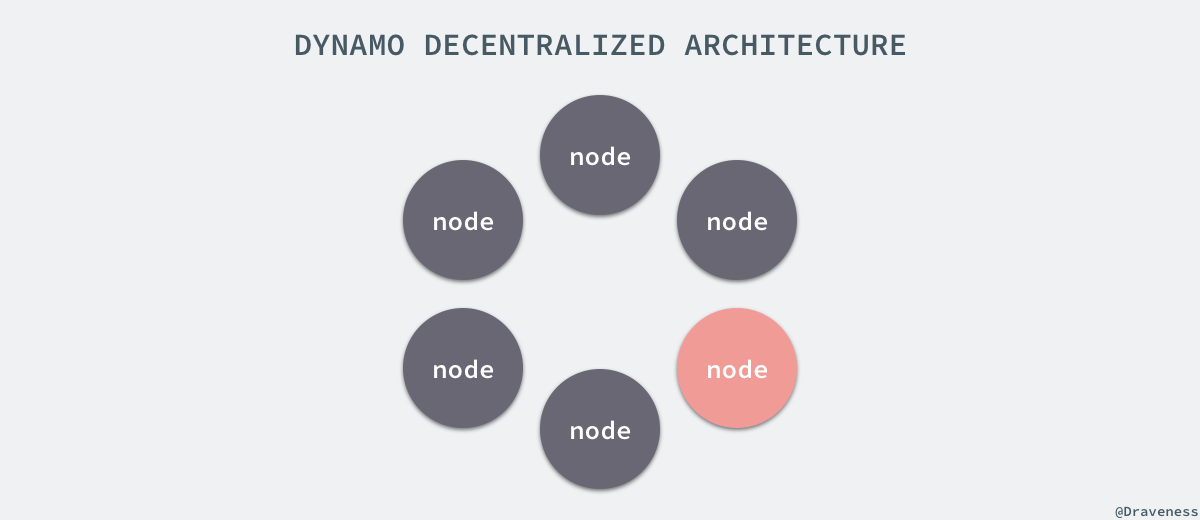 DYNAMO DECENTRALIZED ARCHITECTURE
node
node
node
node
node
node
@Draveness